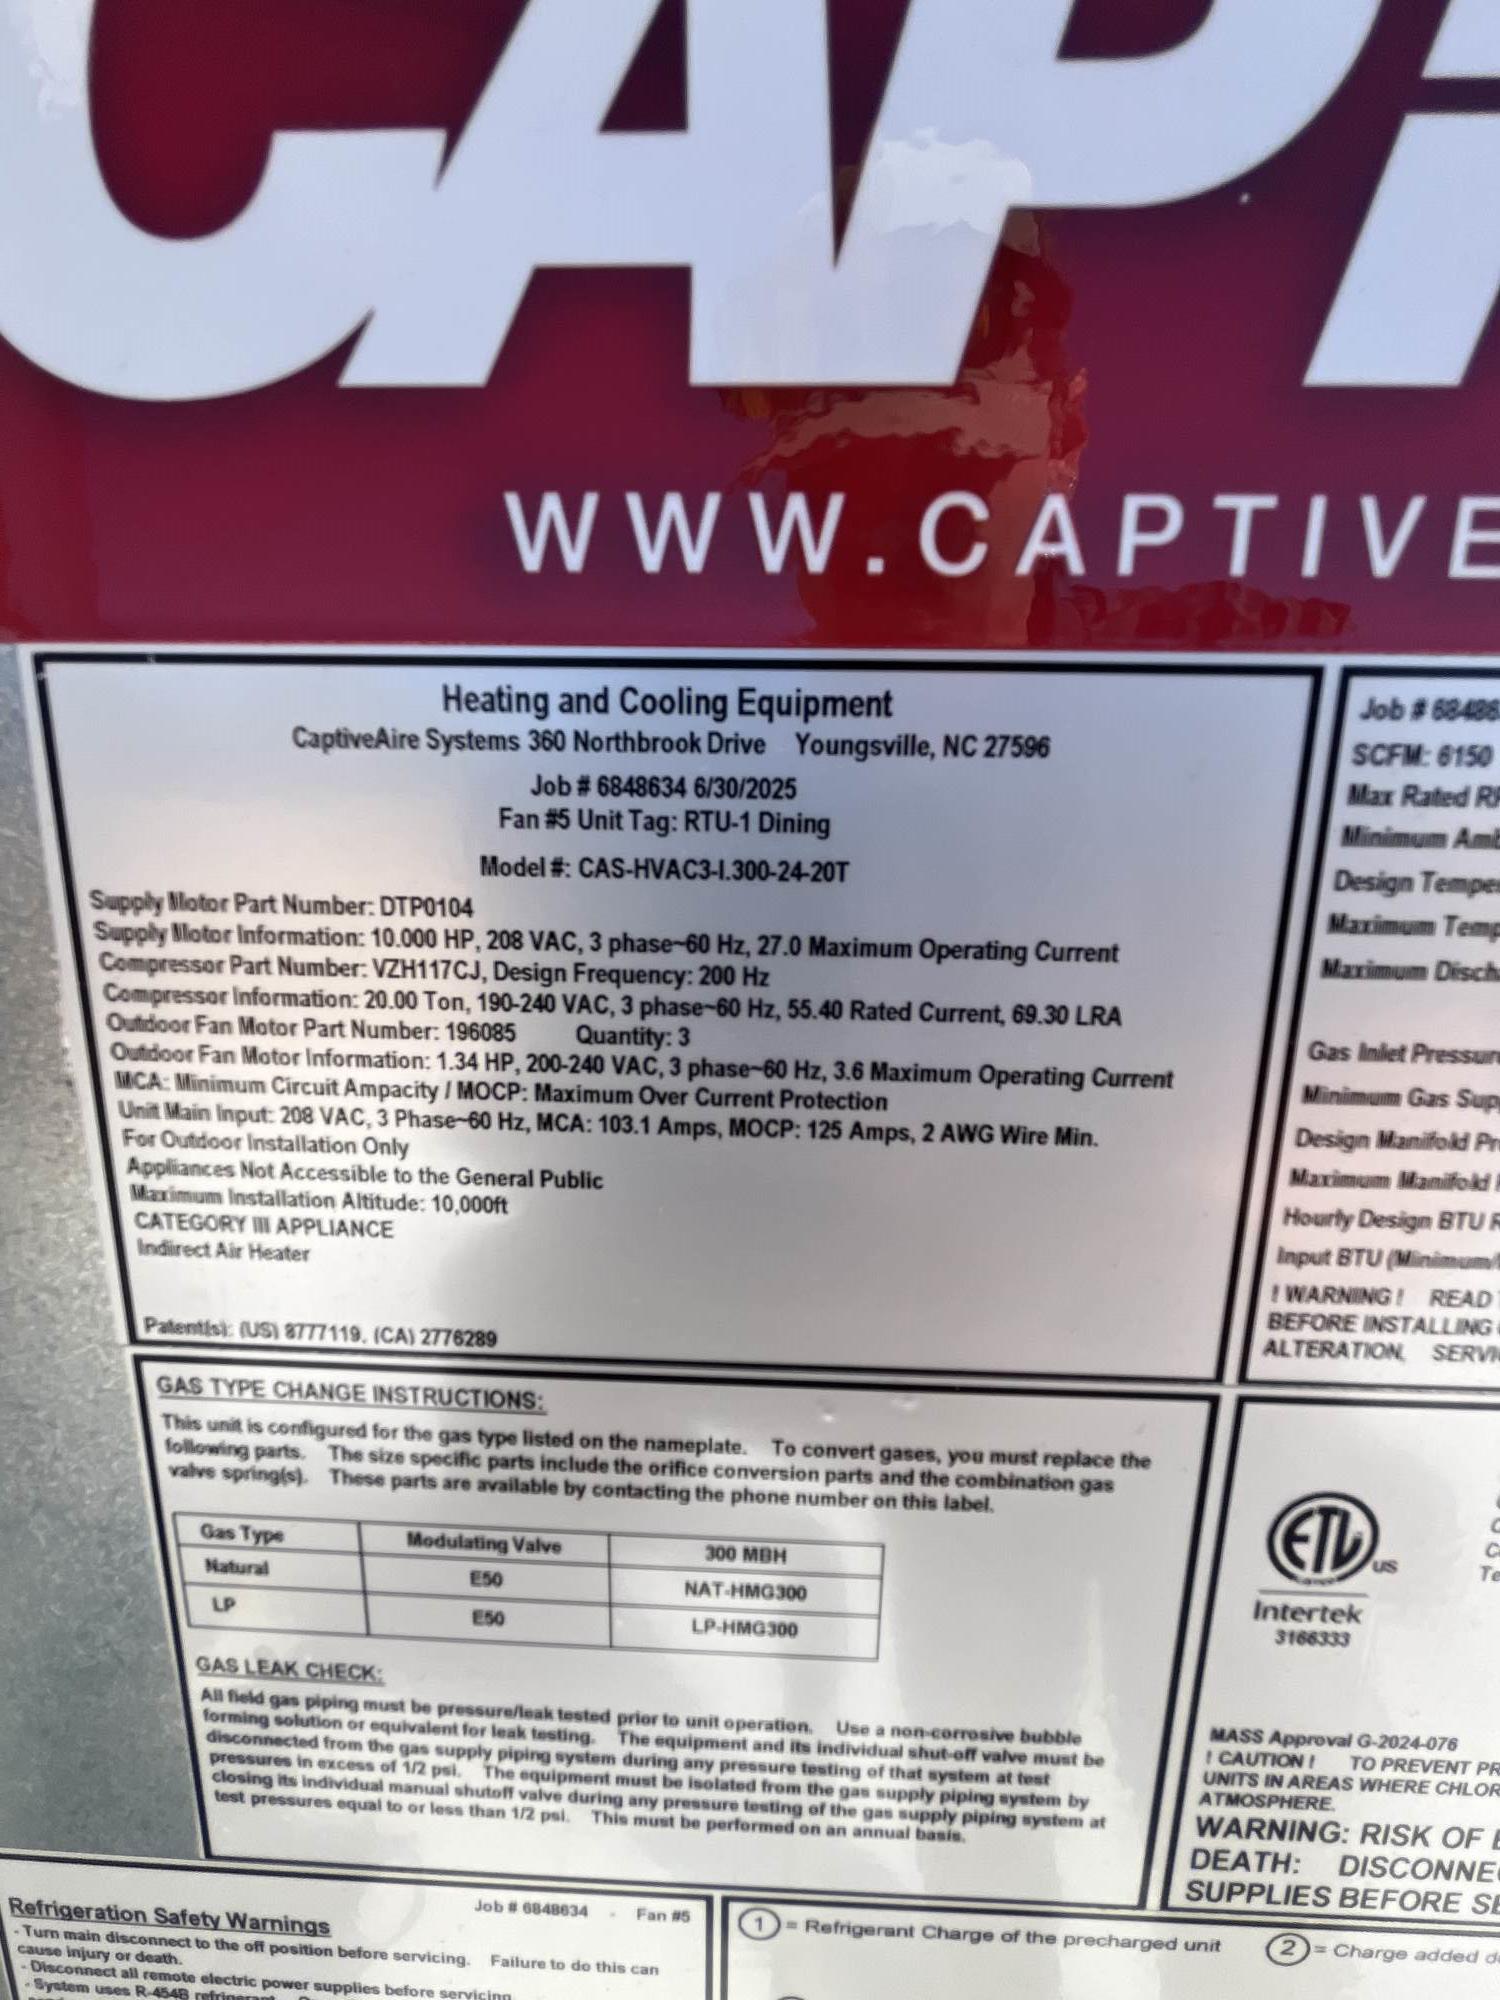 CAPTI
WWW.CAPTIVE
Heating and Cooling Equipment
CaptiveAire Systems 360 Northbrook Drive Youngsville, NC 27596
Job # 6848634 6/30/2025
Fan #5 Unit Tag: RTU-1 Dining
Model #: CAS-HVAC3-I.300-24-20T
Supply Motor Part Number: DTP0104
Supply Motor Information: 10.000 HP, 208 VAC, 3 phase~60 Hz, 27.0 Maximum Operating Current
Compressor Part Number: VZH117CJ, Design Frequency: 200 Hz
Compressor Information: 20.00 Ton, 190-240 VAC, 3 phase~60 Hz, 55.40 Rated Current, 69.30 LRA
Outdoor Fan Motor Part Number: 196085 Quantity: 3
Outdoor Fan Motor Information: 1.34 HP, 200-240 VAC, 3 phase~60 Hz, 3.6 Maximum Operating Current
MCA: Minimum Circuit Ampacity / MOCP: Maximum Over Current Protection
Unit Main Input: 208 VAC, 3 Phase~60 Hz, MCA: 103.1 Amps, MOCP: 125 Amps, 2 AWG Wire Min.
For Outdoor Installation Only
Appliances Not Accessible to the General Public
Maximum Installation Altitude: 10,000ft
CATEGORY III APPLIANCE
Indirect Air Heater
Patent(s): (US) 8777119, (CA) 2776289
Job # 68486
SCFM: 6150
Max Rated RP
Minimum Amb
Design Temper
Maximum Temp
Maximum Discha
Gas Inlet Pressure
Minimum Gas Supp
Design Manifold Pr
Maximum Manifold
Hourly Design BTU R
Input BTU (Minimum/
! WARNING ! READ
BEFORE INSTALLING
ALTERATION, SERVI
GAS TYPE CHANGE INSTRUCTIONS:
This unit is configured for the gas type listed on the nameplate. To convert gases, you must replace the
following parts. The size specific parts include the orifice conversion parts and the combination gas
valve spring(s). These parts are available by contacting the phone number on this label.
Gas Type Modulating Valve 300 MBH
Natural E50 NAT-HMG300
LP E50 LP-HMG300
GAS LEAK CHECK:
All field gas piping must be pressure/leak tested prior to unit operation. Use a non-corrosive bubble
forming solution or equivalent for leak testing. The equipment and its individual shut-off valve must be
disconnected from the gas supply piping system during any pressure testing of that system at test
pressures in excess of 1/2 psi. The equipment must be isolated from the gas supply piping system by
closing its individual manual shutoff valve during any pressure testing of the gas supply piping system at
test pressures equal to or less than 1/2 psi. This must be performed on an annual basis.
ETL
US
Intertek
3166333
MASS Approval G-2024-076
! CAUTION ! TO PREVENT PR
UNITS IN AREAS WHERE CHLOR
ATMOSPHERE.
WARNING: RISK OF E
DEATH: DISCONNE
SUPPLIES BEFORE SE
Refrigeration Safety Warnings Job # 6848634 - Fan #5
- Turn main disconnect to the off position before servicing. Failure to do this can
cause injury or death.
- Disconnect all remote electric power supplies before servicing.
- System uses R-454B refrigerant.
1 = Refrigerant Charge of the precharged unit
2 = Charge added d